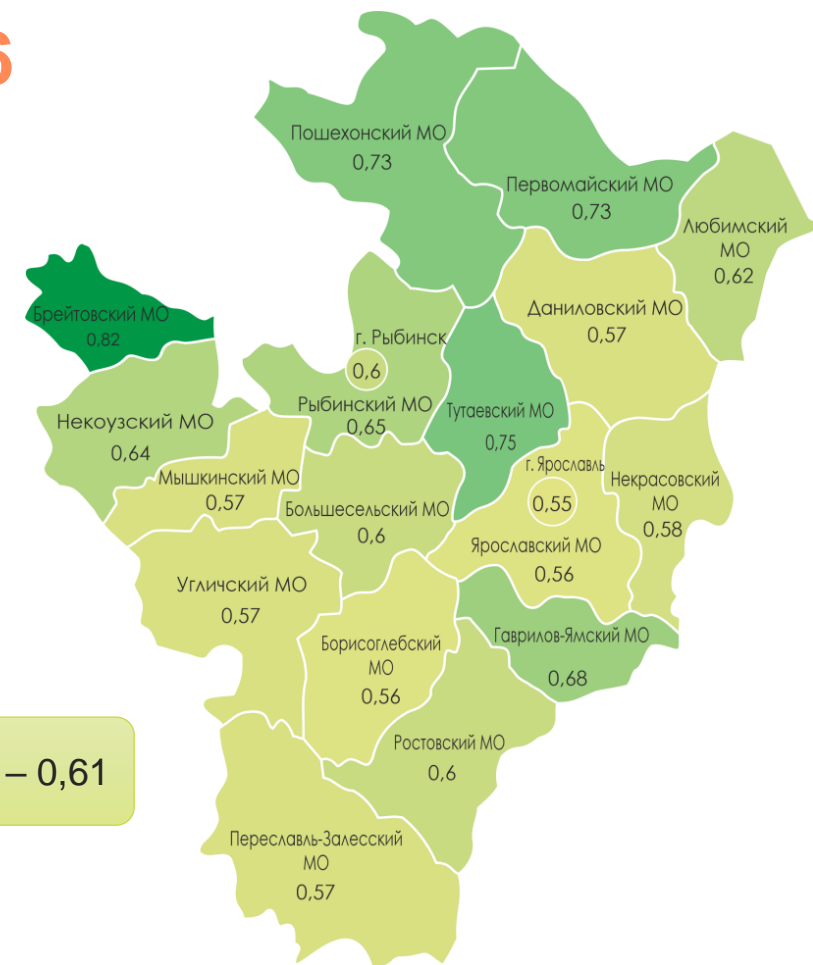 6
Пошехонский МО
0,73
Первомайский МО
0,73
Любимский
МО
0,62
Брейтовский МО
0,82
Даниловский МО
0,57
г. Рыбинск
0,6
Рыбинский МО
0,65
Некоузский МО
0,64
Тутаевский МО
0,75
Мышкинский МО
0,57
г. Ярославль
0,55
Некрасовский
МО
0,58
Большесельский МО
0,6
Ярославский МО
0,56
Угличский МО
0,57
Гаврилов-Ямский МО
0,68
Борисоглебский
МО
0,56
Ростовский МО
0,6
– 0,61
Переславль-Залесский
МО
0,57